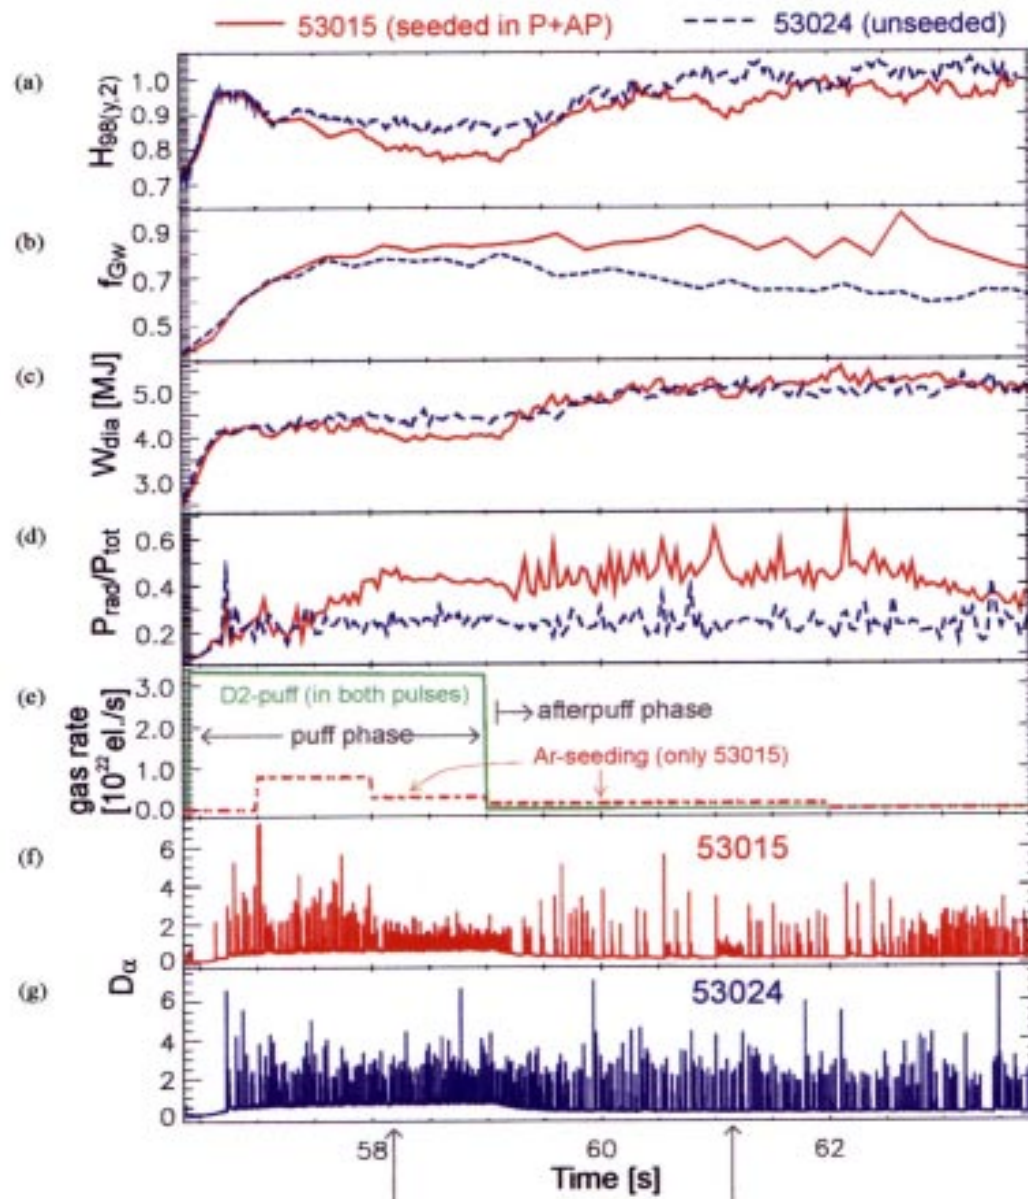 53015 (seeded in P+AP) 53024 (unseeded)
(a)
H98(y,2)
1.0
0.9
0.8
0.7
(b)
fGW
0.9
0.7
0.5
(c)
Wdia [MJ]
5.0
4.0
3.0
(d)
Prad/Ptot
0.6
0.4
0.2
(e)
gas rate
[10^22 el./s]
3.0
2.0
1.0
0.0
D2-puff (in both pulses)
afterpuff phase
puff phase
Ar-seeding (only 53015)
(f)
53015
6
4
2
0
Dα
(g)
53024
6
4
2
0
58 60 62
Time [s]